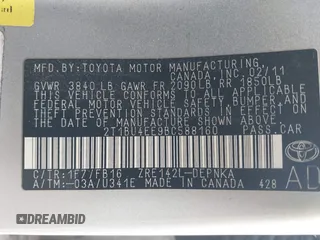 MFD.BY:TOYOTA MOTOR MANUFACTURING
CANADA,INC. 02/11
GVWR 3840 LB GAWR FR 2090LB RR 1850LB
THIS VEHICLE CONFORMS TO ALL APPLICABLE
FEDERAL MOTOR VEHICLE SAFETY, BUMPER, AND
THEFT PREVENTION STANDARDS IN EFFECT
ON THE DATE OF MANUFACTURE SHOWN ABOVE.
2T1BU4EE9BC588160 PASS.CAR
C/TR:1F7/FB16 ZRE142L-DEPNKA
A/TM:-03A/U341E MADE IN CANADA 428
TOYOTA
AD
DREAMBID